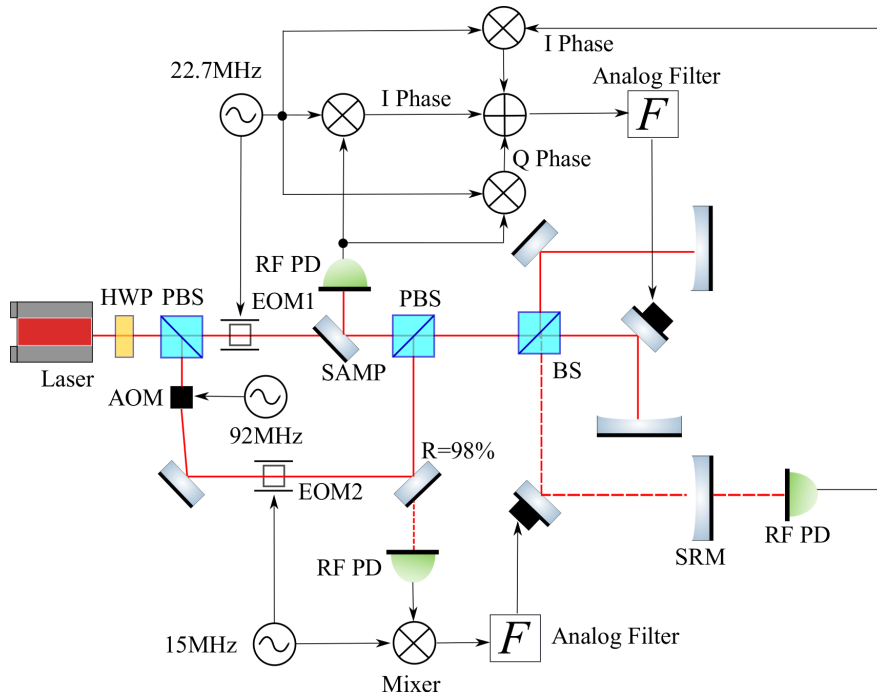 I Phase
22.7MHz
I Phase
Analog Filter
F
Q Phase
RF PD
HWP
PBS
EOM1
PBS
Laser
SAMP
BS
AOM
92MHz
R=98%
EOM2
RF PD
SRM
RF PD
15MHz
F
Analog Filter
Mixer